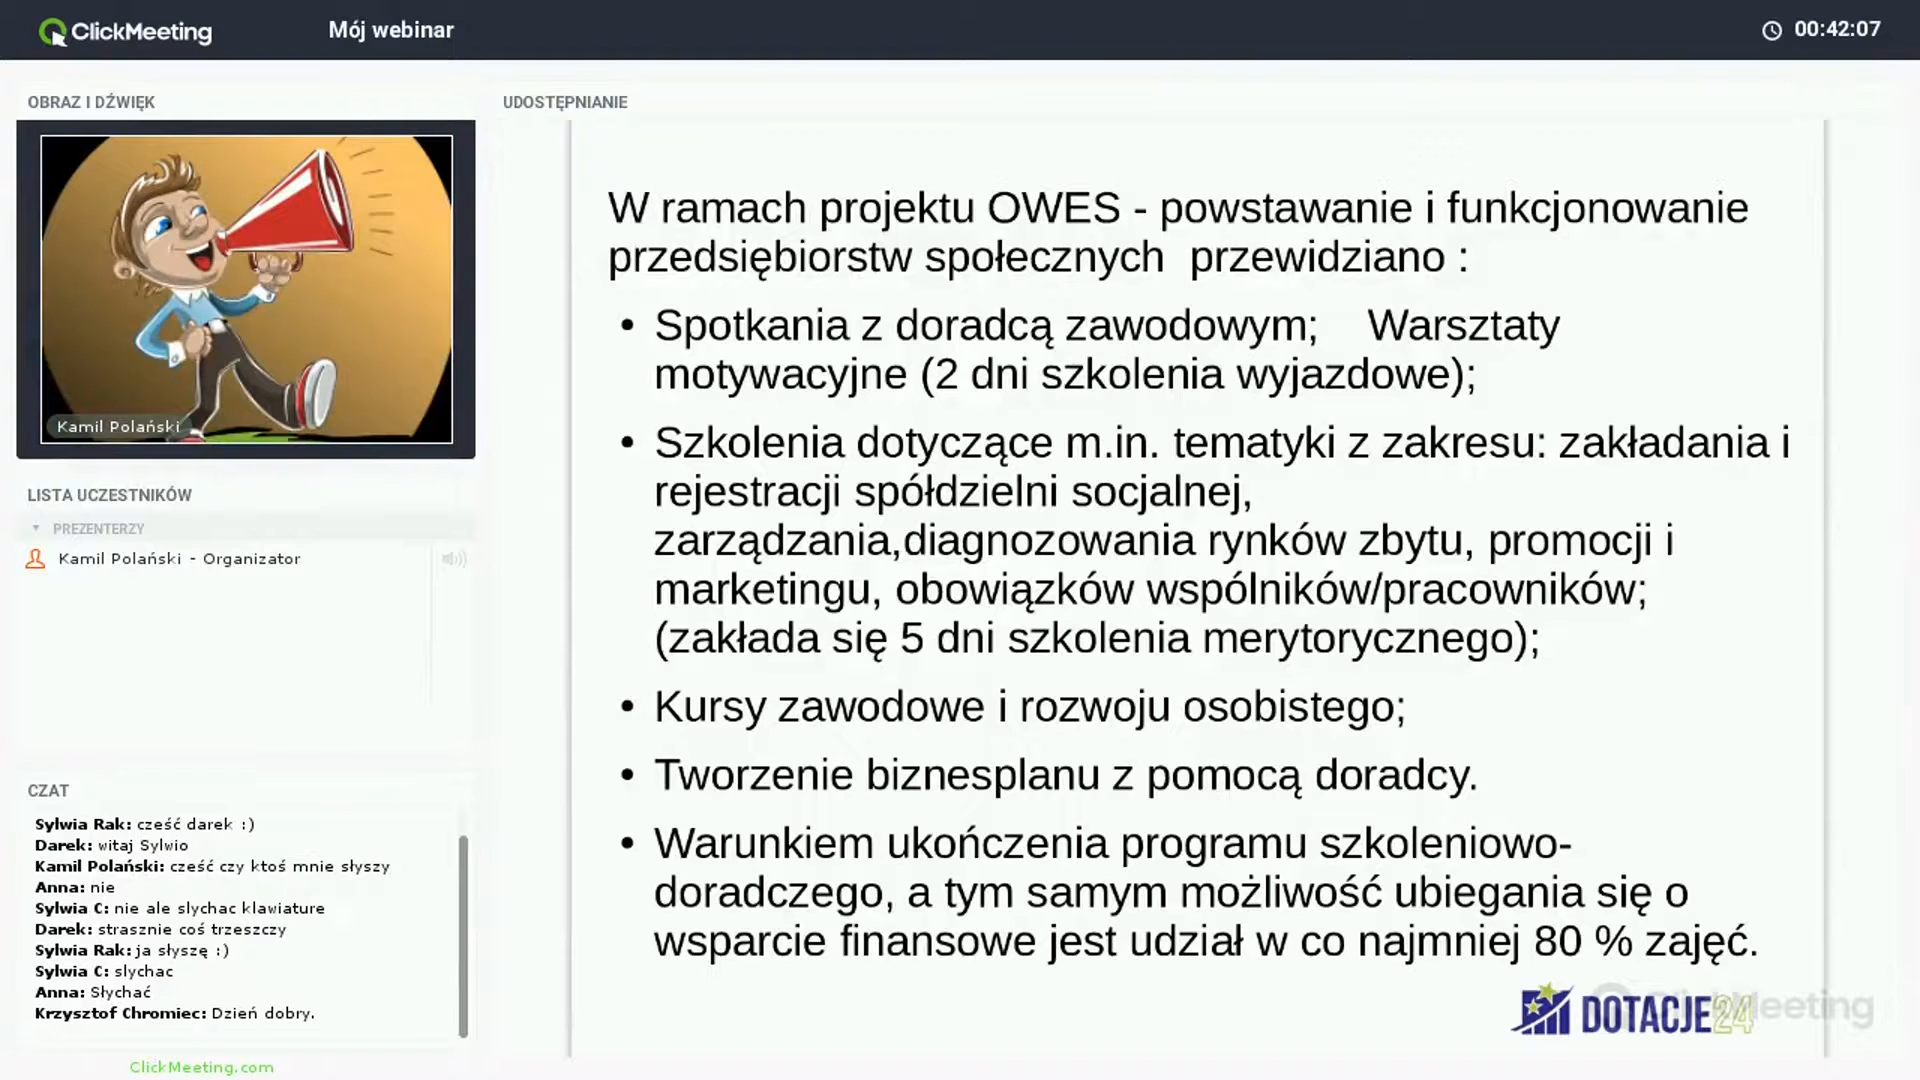 ClickMeeting
Mój webinar
00:42:07
OBRAZ I DŹWIĘK
Kamil Polański
LISTA UCZESTNIKÓW
PREZENTERZY
Kamil Polański - Organizator
CZAT
Sylwia Rak: cześć darek :)
Darek: witaj Sylwio
Kamil Polański: cześć czy ktoś mnie słyszy
Anna: nie
Sylwia C: nie ale slychac klawiature
Darek: strasznie coś trzeszczy
Sylwia Rak: ja słyszę :)
Sylwia C: slychac
Anna: Słychać
Krzysztof Chromiec: Dzień dobry.
ClickMeeting.com
UDOSTĘPNIANIE
W ramach projektu OWES - powstawanie i funkcjonowanie
przedsiębiorstw społecznych przewidziano :
• Spotkania z doradcą zawodowym; Warsztaty
motywacyjne (2 dni szkolenia wyjazdowe);
• Szkolenia dotyczące m.in. tematyki z zakresu: zakładania i
rejestracji spółdzielni socjalnej,
zarządzania,diagnozowania rynków zbytu, promocji i
marketingu, obowiązków wspólników/pracowników;
(zakłada się 5 dni szkolenia merytorycznego);
• Kursy zawodowe i rozwoju osobistego;
• Tworzenie biznesplanu z pomocą doradcy.
• Warunkiem ukończenia programu szkoleniowo-
doradczego, a tym samym możliwość ubiegania się o
wsparcie finansowe jest udział w co najmniej 80 % zajęć.
DOTACJE24
ClickMeeting